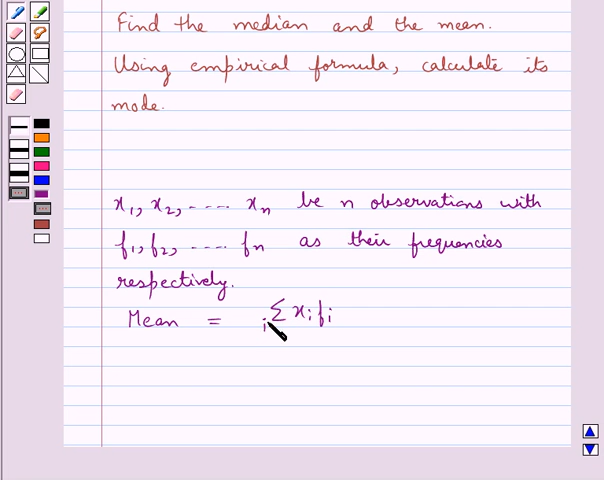 Find the median and the mean.
Using empirical formula, calculate its
mode.
x₁, x₂, .... xₙ be n observations with
f₁, f₂, .... fₙ as their frequencies
respectively.
Mean = ᵢΣ xᵢ fᵢ